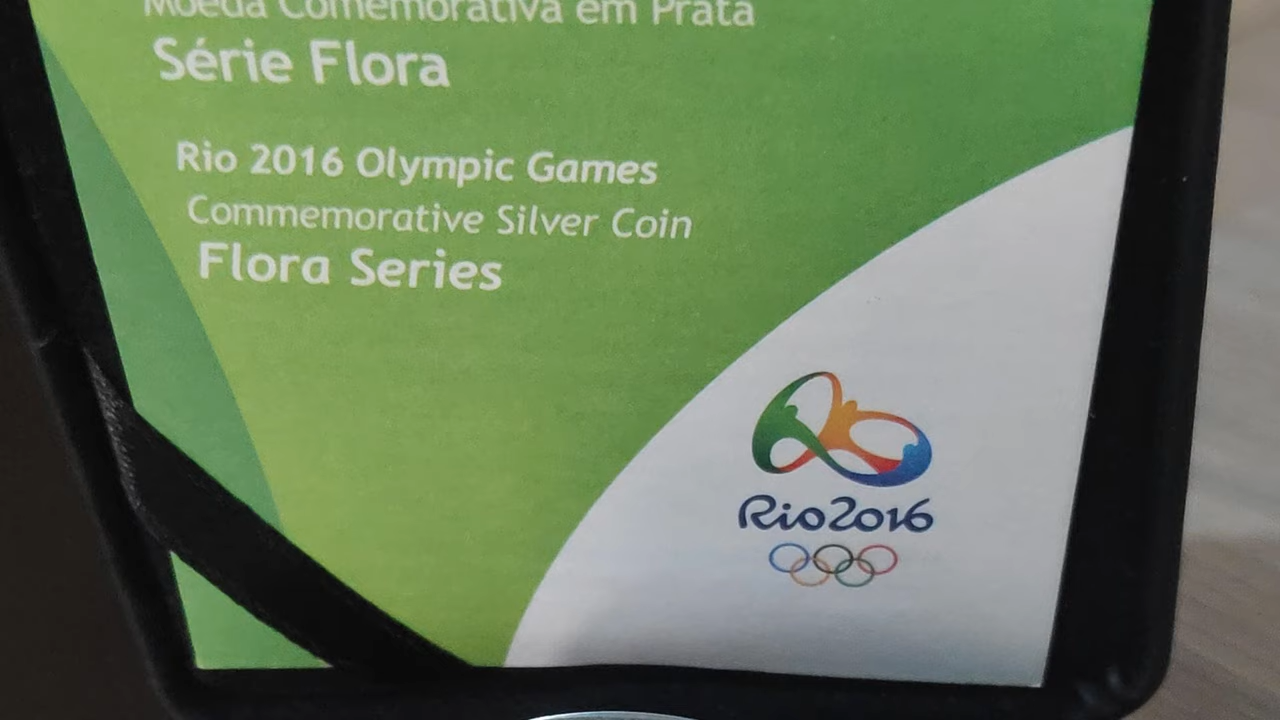 Moeda Comemorativa em Prata
Série Flora
Rio 2016 Olympic Games
Commemorative Silver Coin
Flora Series
Rio2016